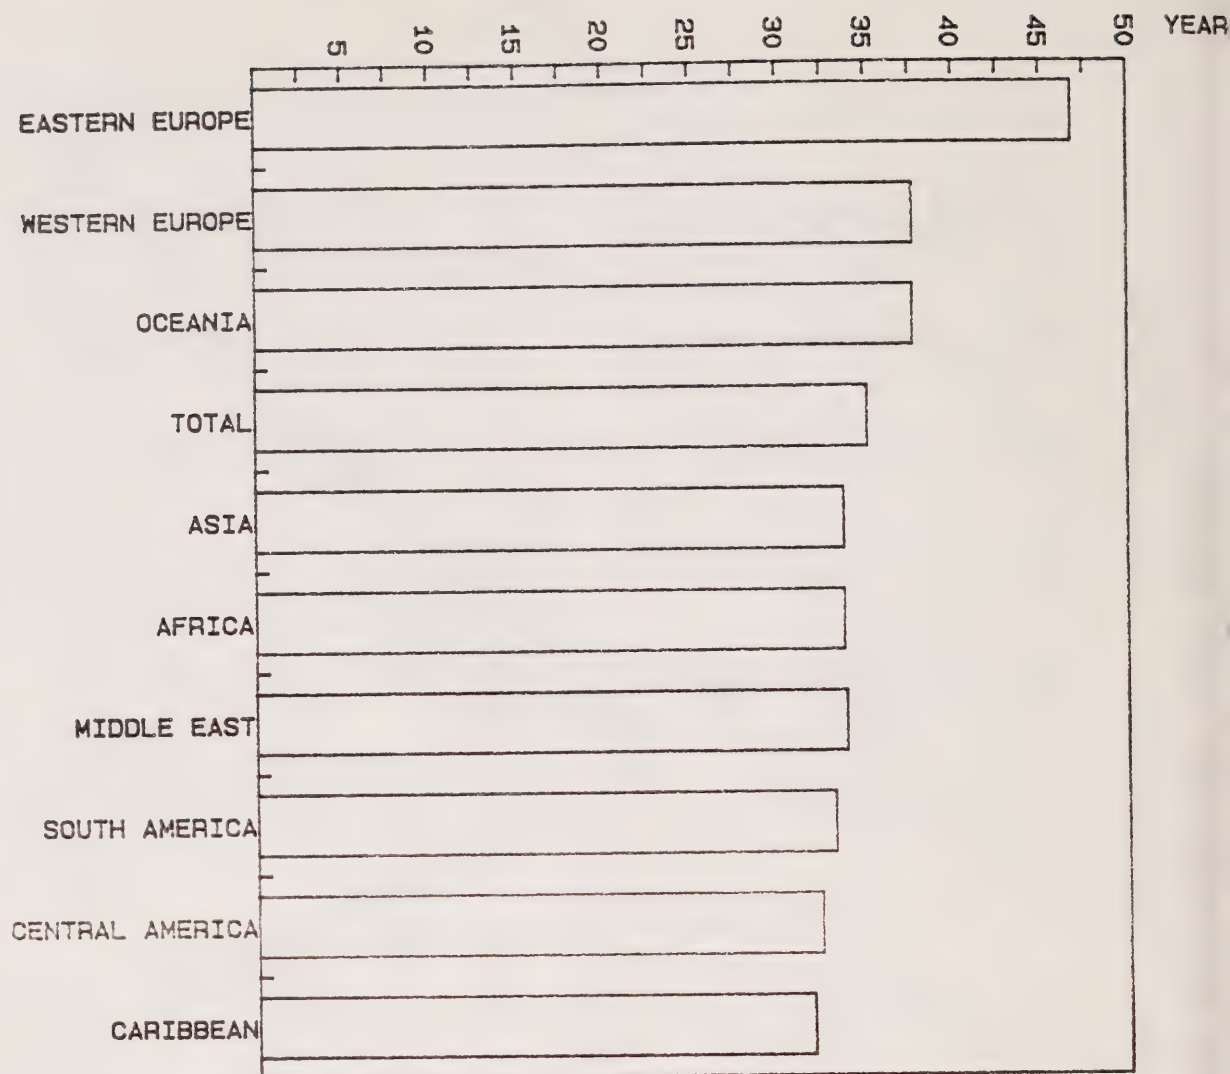 5 10 15 20 25 30 35 40 45 50 YEAR
EASTERN EUROPE
WESTERN EUROPE
OCEANIA
TOTAL
ASIA
AFRICA
MIDDLE EAST
SOUTH AMERICA
CENTRAL AMERICA
CARIBBEAN